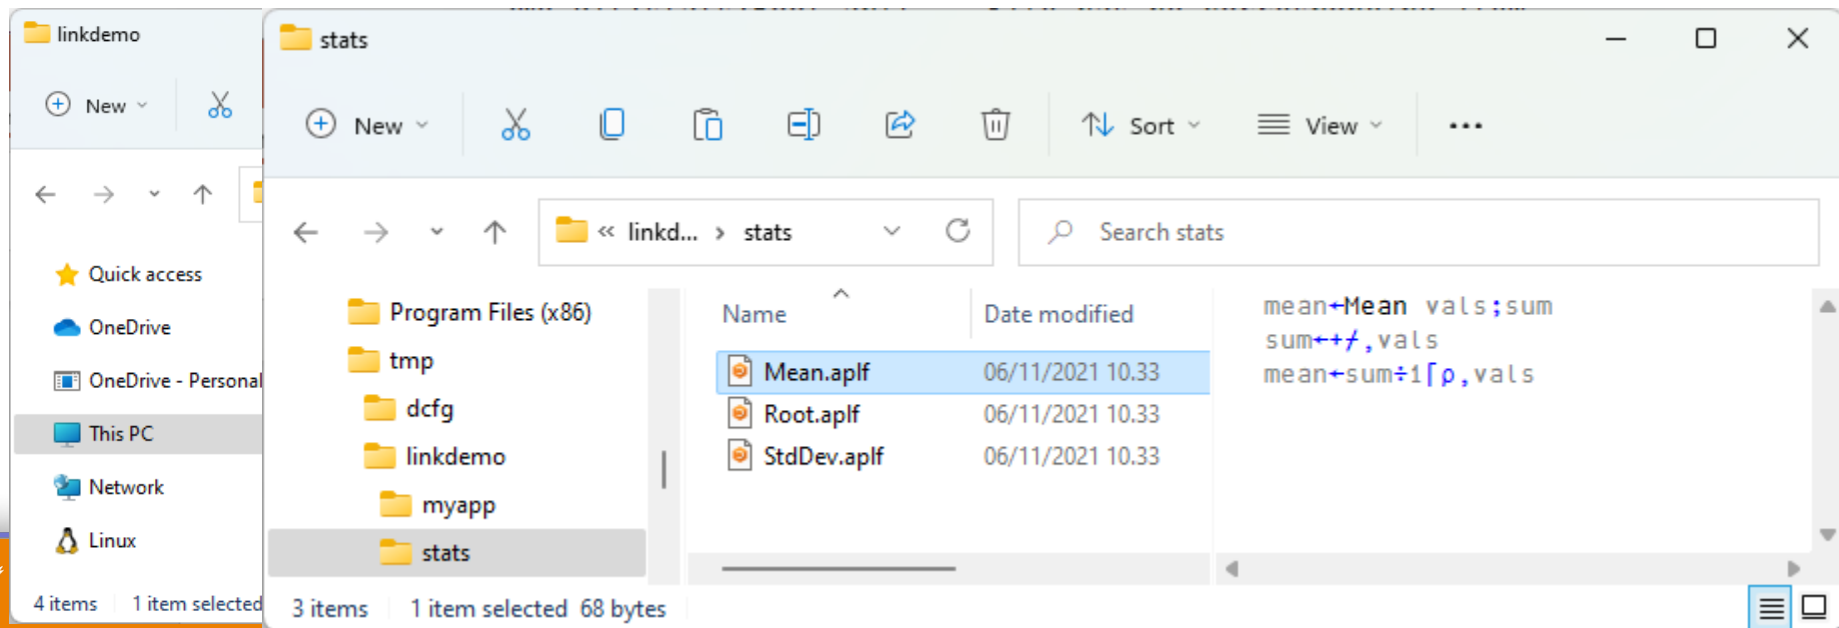 linkdemo
New
Quick access
OneDrive
OneDrive - Personal
This PC
Network
Linux
4 items 1 item selected
stats
New Sort View
« linkd... › stats
Search stats
Program Files (x86)
tmp
dcfg
linkdemo
myapp
stats
Name Date modified
Mean.aplf 06/11/2021 10.33
Root.aplf 06/11/2021 10.33
StdDev.aplf 06/11/2021 10.33
mean←Mean vals;sum
sum←+⌿,vals
mean←sum÷1⌈⍴,vals
3 items 1 item selected 68 bytes